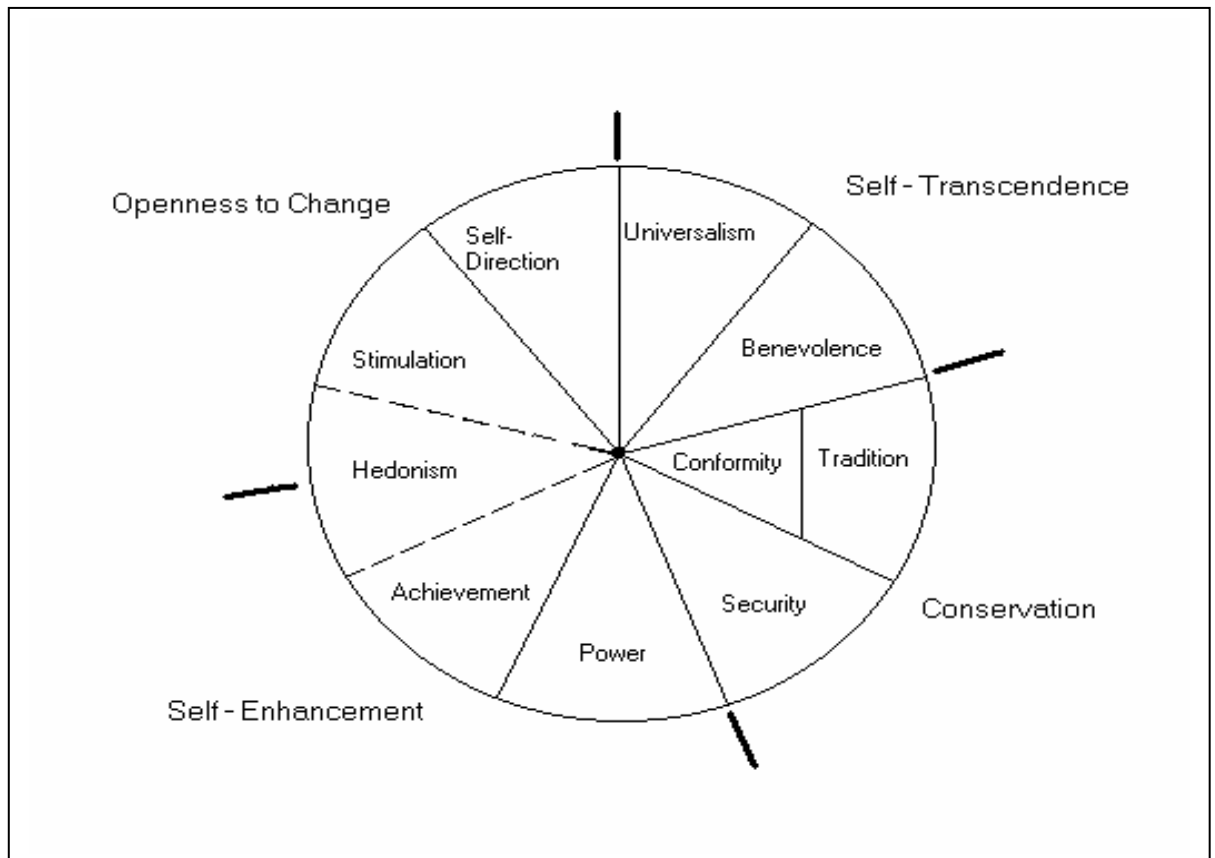 Self - Transcendence
Openness to Change
Self-
Direction
Universalism
Stimulation
Benevolence
Hedonism
Conformity
Tradition
Achievement
Security
Conservation
Power
Self - Enhancement